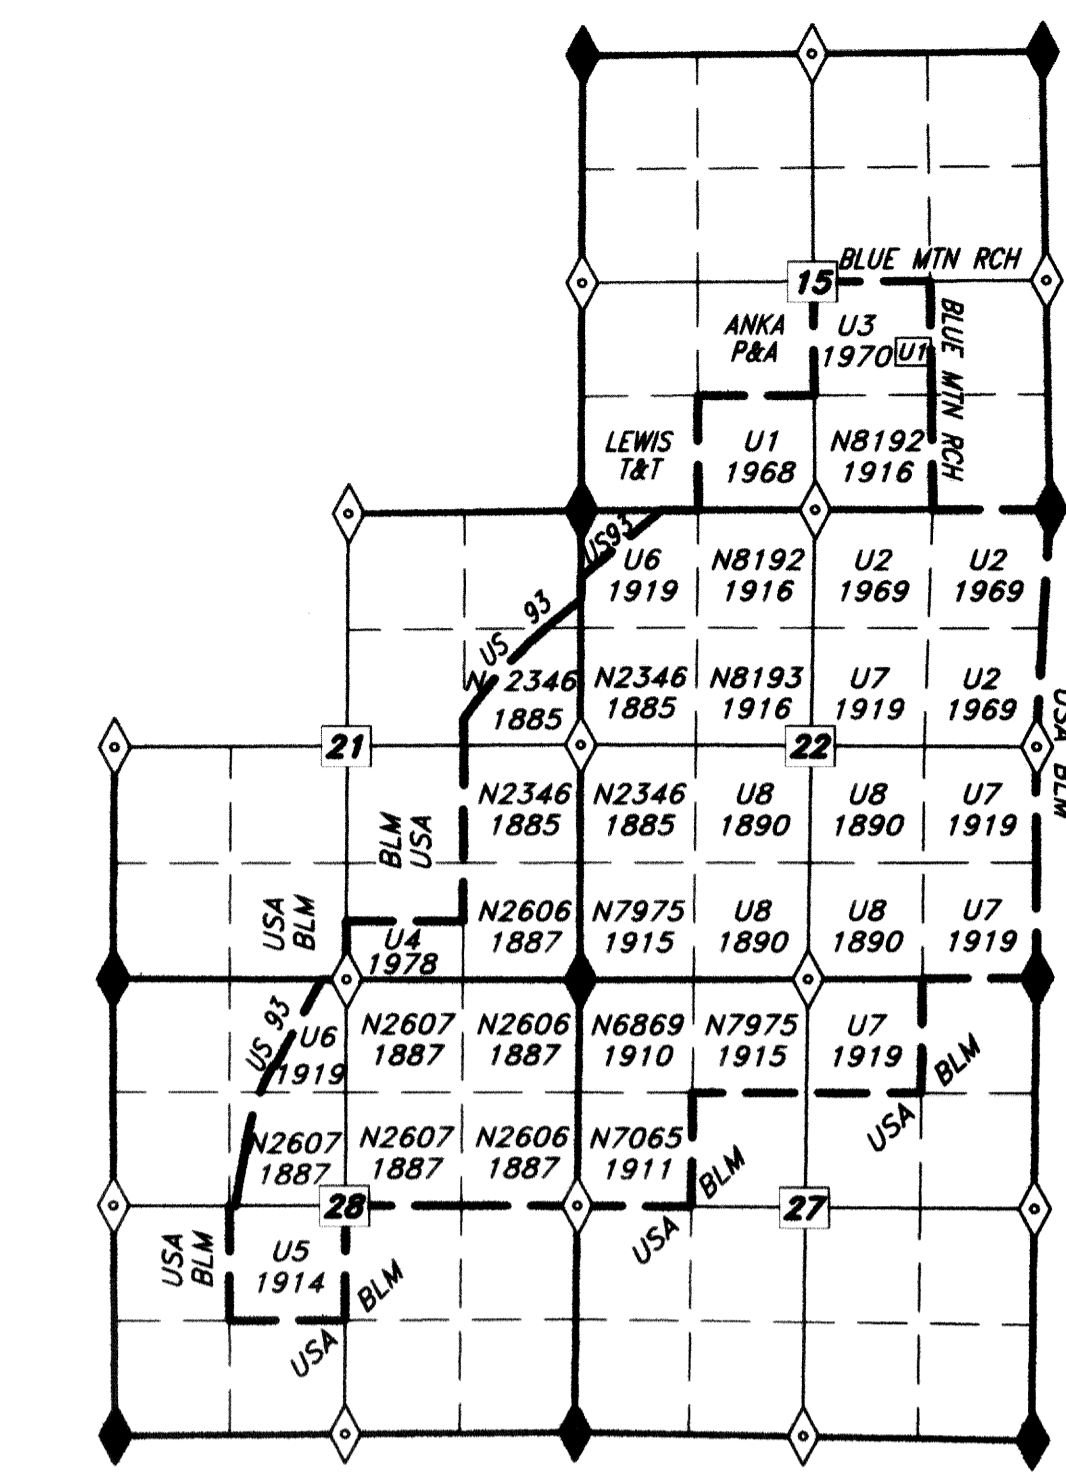 BLUE MTN RCH
15
ANKA
P&A
U3
1970
U1
BLUE MTN RCH
LEWIS
T&T
U1
1968
N8192
1916
US93
U6
1919
N8192
1916
U2
1969
U2
1969
US 93
N 2346
1885
N2346
1885
N8193
1916
U7
1919
U2
1969
USA BLM
21
22
BLM
USA
N2346
1885
N2346
1885
U8
1890
U8
1890
U7
1919
USA
BLM
U4
1978
N2606
1887
N7975
1915
U8
1890
U8
1890
U7
1919
US 93
U6
1919
N2607
1887
N2606
1887
N6869
1910
N7975
1915
U7
1919
BLM
USA
N2607
1887
N2607
1887
N2606
1887
N7065
1911
BLM
USA
28
27
USA
BLM
U5
1914
BLM
USA